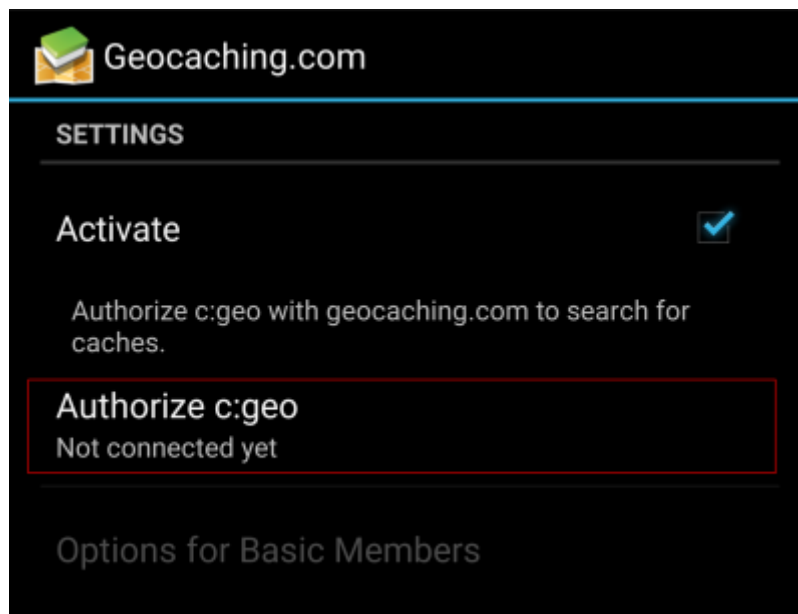 Geocaching.com
SETTINGS
Activate
Authorize c:geo with geocaching.com to search for
caches.
Authorize c:geo
Not connected yet
Options for Basic Members